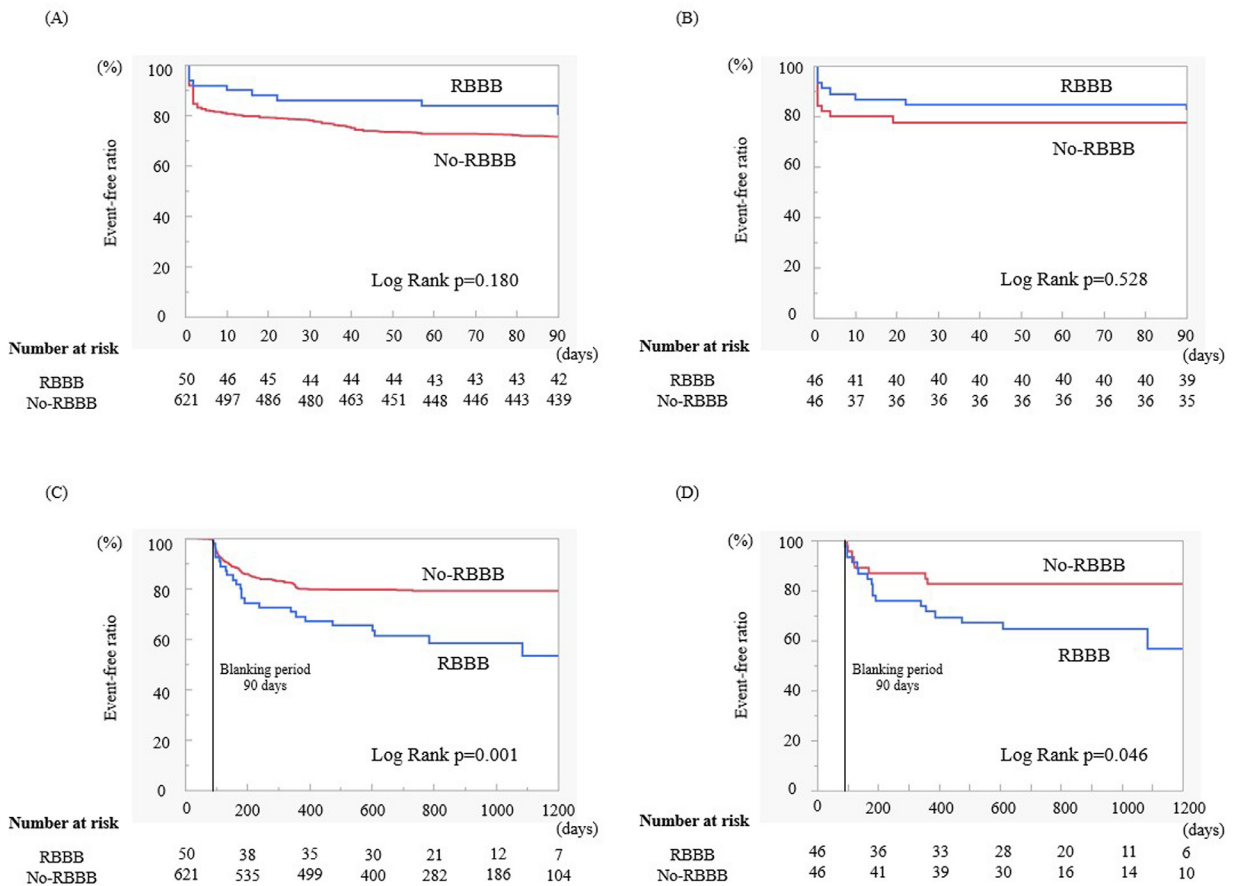 (A)
(%)
100
80
60
40
20
0
Event-free ratio
RBBB
No-RBBB
Log Rank p=0.180
0 10 20 30 40 50 60 70 80 90
(days)
Number at risk
RBBB 50 46 45 44 44 44 43 43 43 42
No-RBBB 621 497 486 480 463 451 448 446 443 439
(B)
(%)
100
80
60
40
20
0
Event-free ratio
RBBB
No-RBBB
Log Rank p=0.528
0 10 20 30 40 50 60 70 80 90
(days)
Number at risk
RBBB 46 41 40 40 40 40 40 40 40 39
No-RBBB 46 37 36 36 36 36 36 36 36 35
(C)
(%)
100
80
60
40
20
0
Event-free ratio
No-RBBB
RBBB
Blanking period
90 days
Log Rank p=0.001
0 200 400 600 800 1000 1200
(days)
Number at risk
RBBB 50 38 35 30 21 12 7
No-RBBB 621 535 499 400 282 186 104
(D)
(%)
100
80
60
40
20
0
Event-free ratio
No-RBBB
RBBB
Blanking period
90 days
Log Rank p=0.046
0 200 400 600 800 1000 1200
(days)
Number at risk
RBBB 46 36 33 28 20 11 6
No-RBBB 46 41 39 30 16 14 10